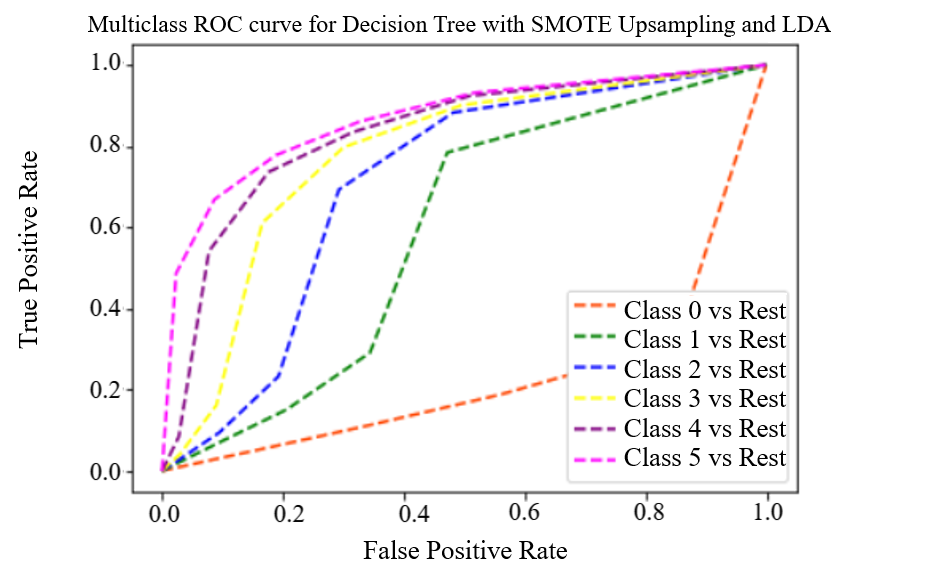 Multiclass ROC curve for Decision Tree with SMOTE Upsampling and LDA
True Positive Rate
1.0
0.8
0.6
0.4
0.2
0.0
Class 0 vs Rest
Class 1 vs Rest
Class 2 vs Rest
Class 3 vs Rest
Class 4 vs Rest
Class 5 vs Rest
0.0 0.2 0.4 0.6 0.8 1.0
False Positive Rate